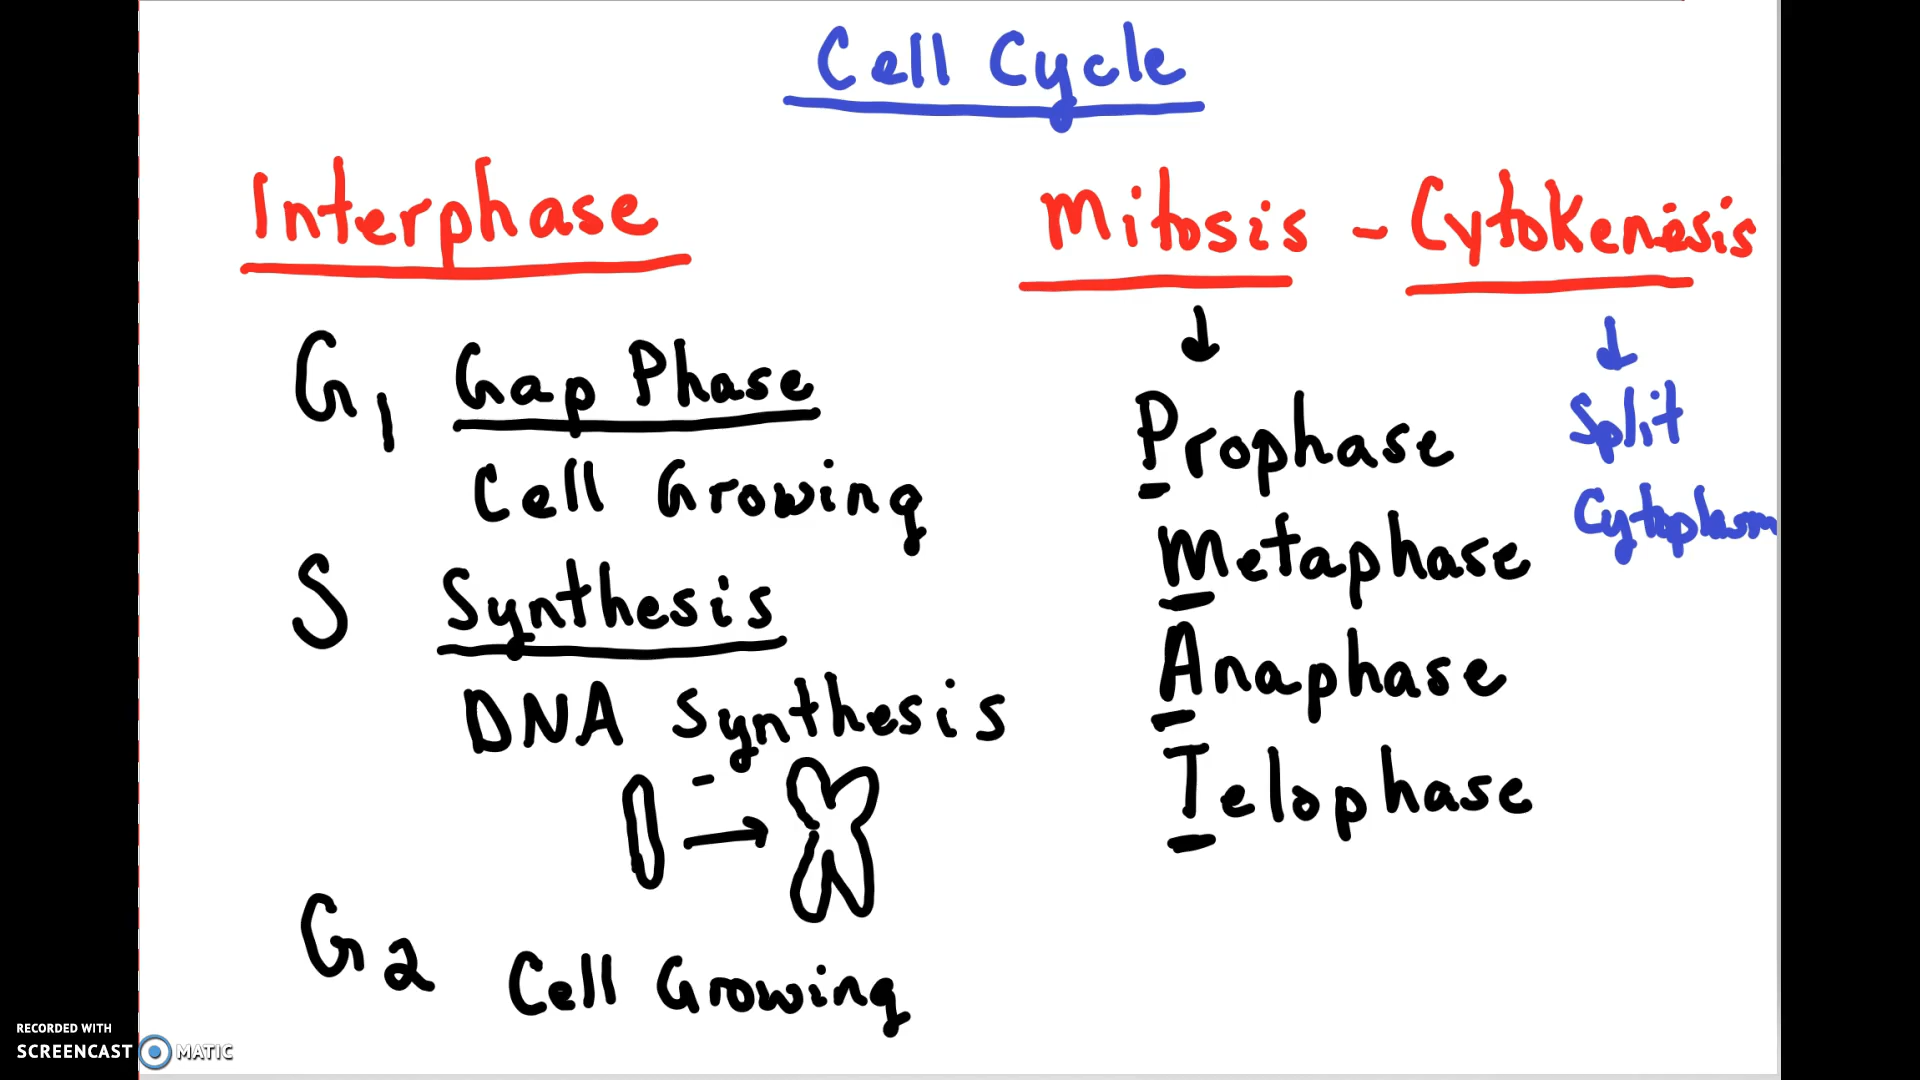 Cell Cycle
Interphase
G1 Gap Phase
Cell Growing
S Synthesis
DNA Synthesis
G2 Cell Growing
Mitosis - Cytokenesis
Prophase
Metaphase
Anaphase
Telophase
Split
Cytoplasm
RECORDED WITH
SCREENCAST MATIC